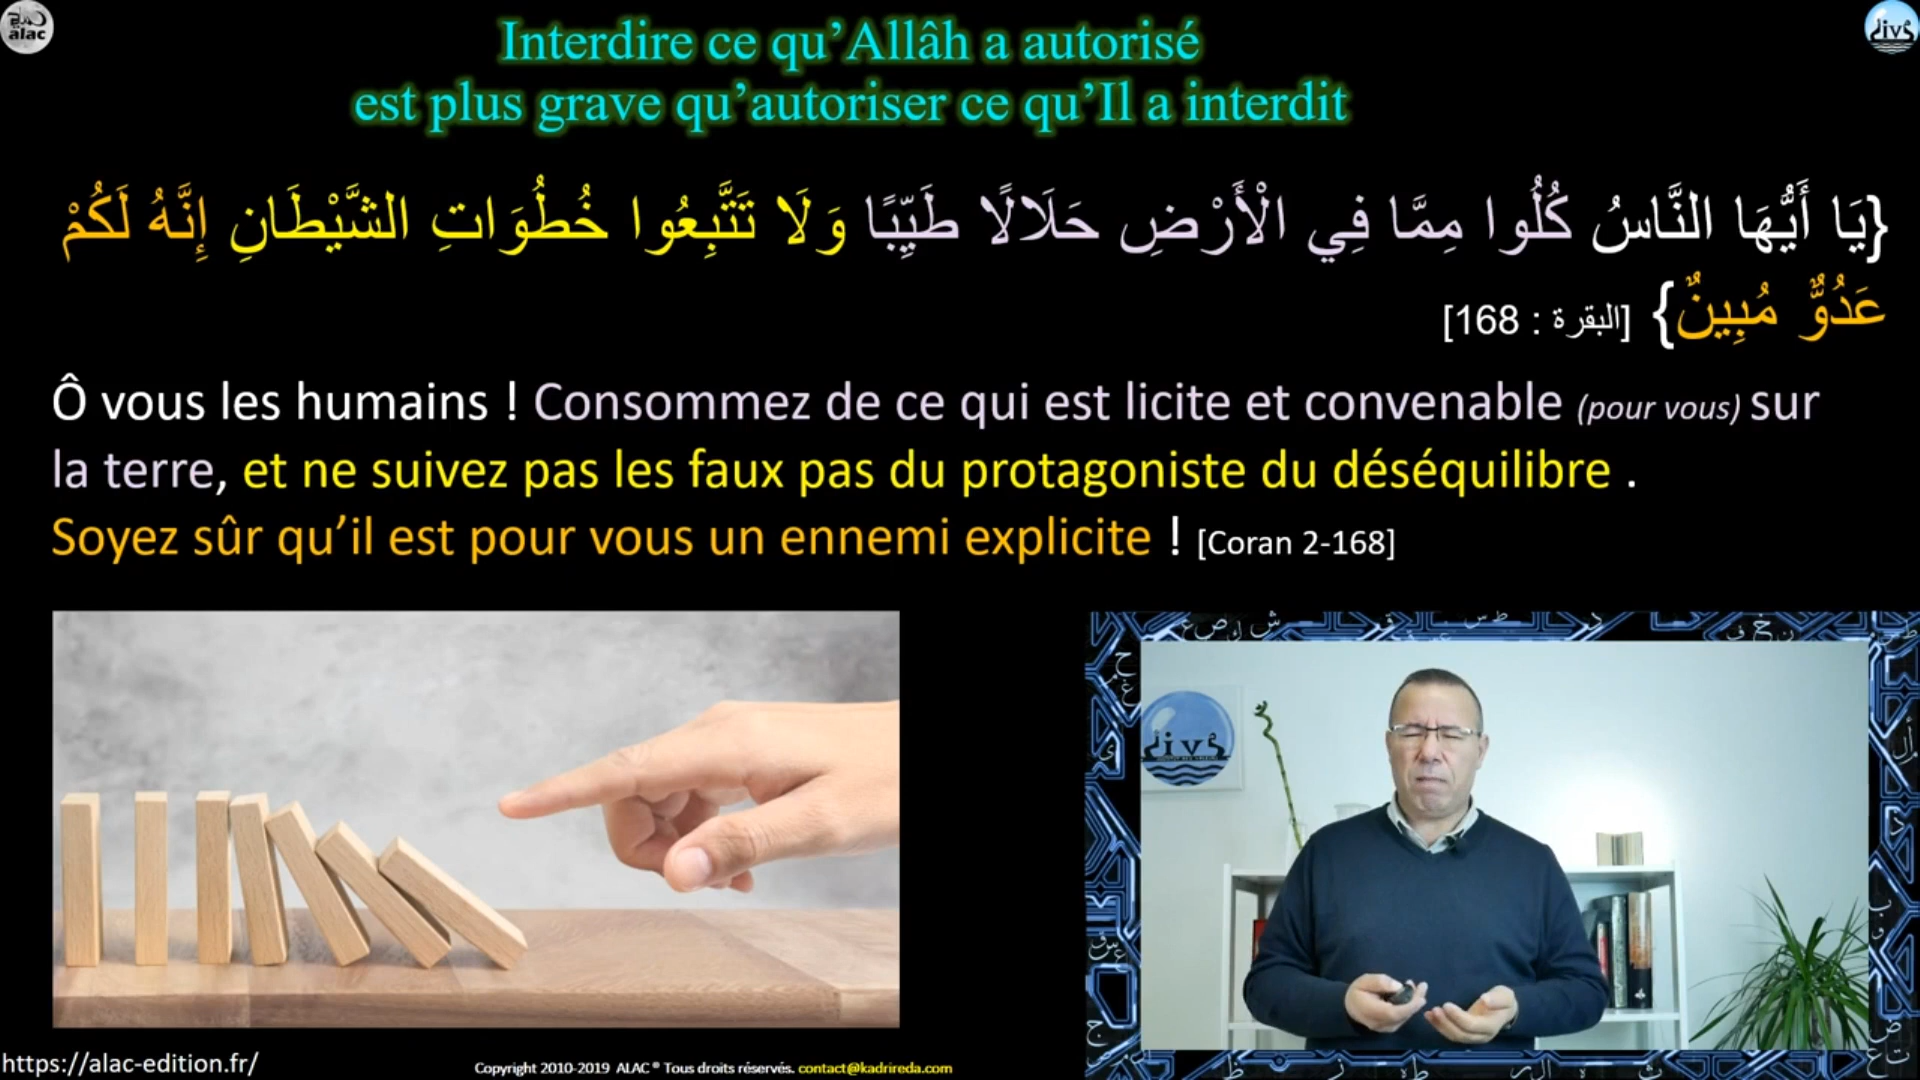 alac
Interdire ce qu’Allâh a autorisé
est plus grave qu’autoriser ce qu’Il a interdit
{يَا أَيُّهَا النَّاسُ كُلُوا مِمَّا فِي الْأَرْضِ حَلَالًا طَيِّبًا وَلَا تَتَّبِعُوا خُطُوَاتِ الشَّيْطَانِ إِنَّهُ لَكُمْ
عَدُوٌّ مُبِينٌ} [البقرة : 168]
Ô vous les humains ! Consommez de ce qui est licite et convenable (pour vous) sur
la terre, et ne suivez pas les faux pas du protagoniste du déséquilibre .
Soyez sûr qu’il est pour vous un ennemi explicite ! [Coran 2-168]
https://alac-edition.fr/
Copyright 2010-2019 ALAC ® Tous droits réservés. contact@kadrireda.com